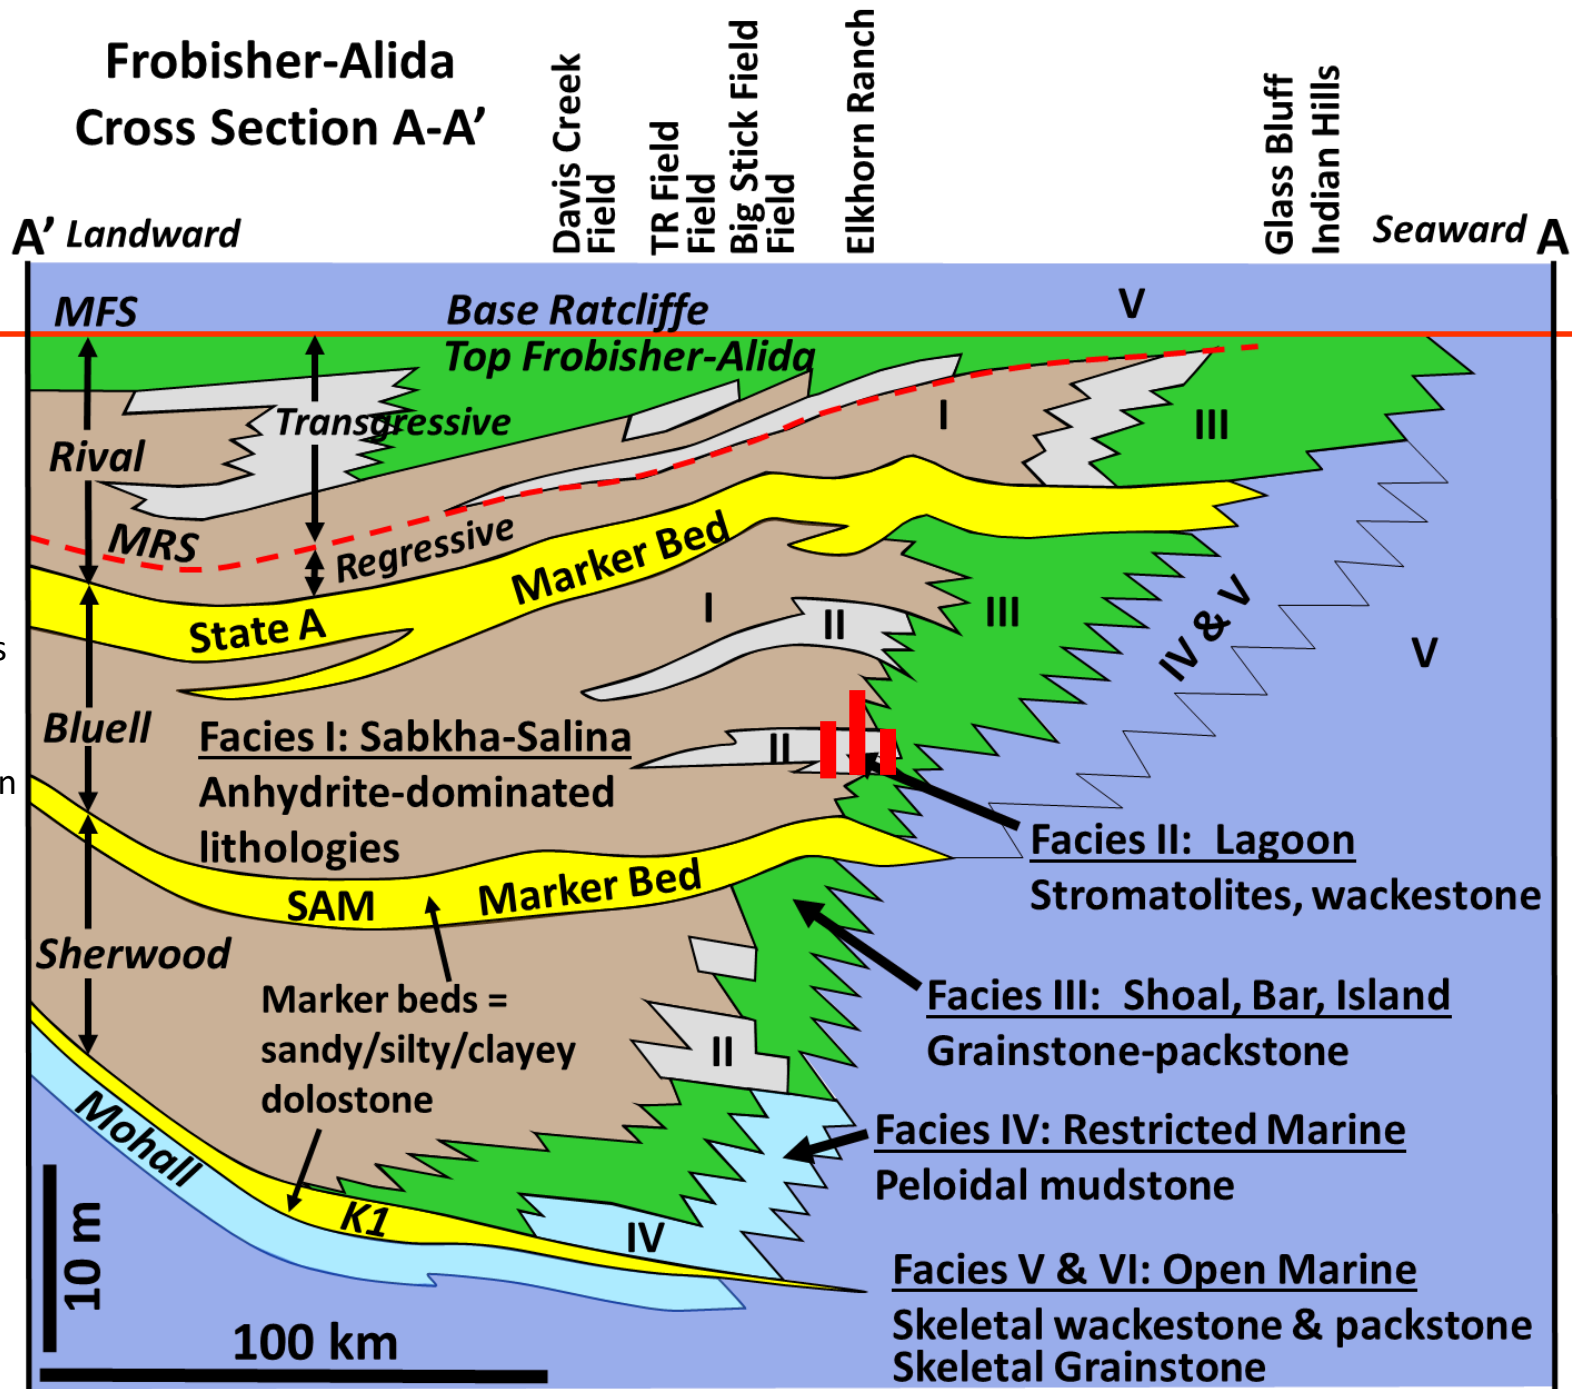 Frobisher-Alida
Cross Section A-A’
Davis Creek
Field
TR Field
Field
Big Stick Field
Field
Elkhorn Ranch
Glass Bluff
Indian Hills
A’ Landward
Seaward A
MFS
Base Ratcliffe
V
Top Frobisher-Alida
Transgressive
I
III
Rival
MRS
Regressive
Marker Bed
State A
I
II
III
IV & V
V
s
Bluell
Facies I: Sabkha-Salina
II
Anhydrite-dominated
n
lithologies
Facies II: Lagoon
Stromatolites, wackestone
SAM
Marker Bed
Sherwood
Marker beds =
sandy/silty/clayey
dolostone
II
Facies III: Shoal, Bar, Island
Grainstone-packstone
Mohall
Facies IV: Restricted Marine
Peloidal mudstone
K1
IV
10 m
Facies V & VI: Open Marine
Skeletal wackestone & packstone
Skeletal Grainstone
100 km